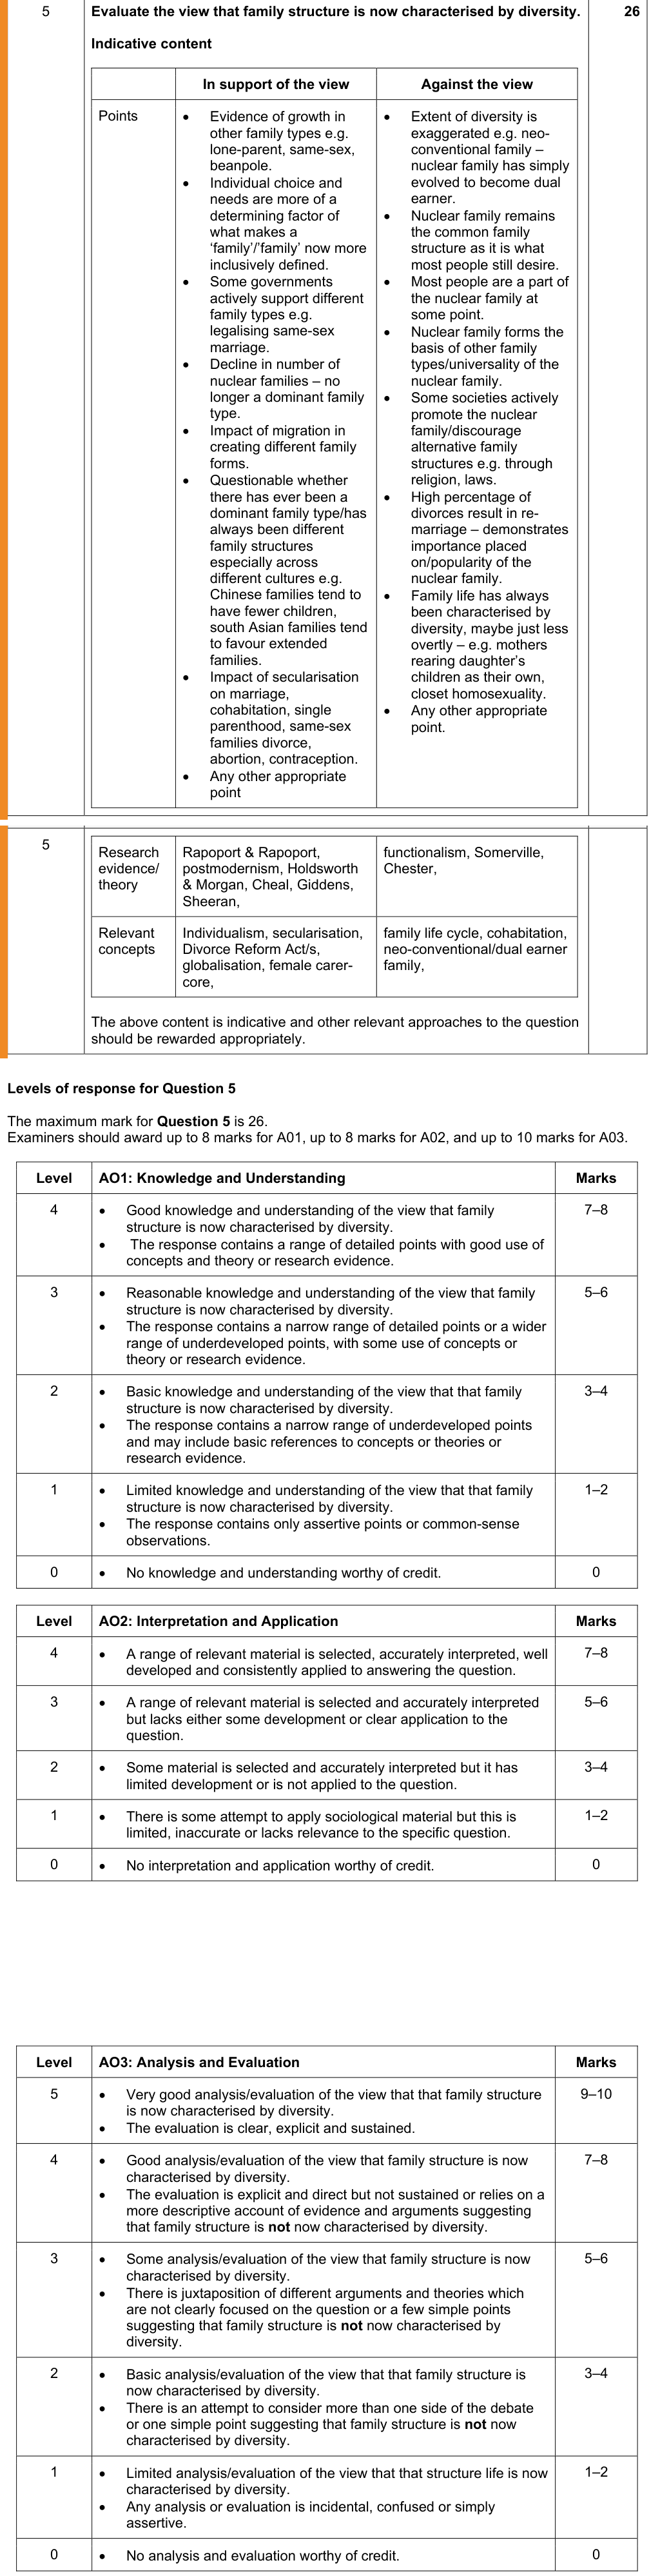 5 Evaluate the view that family structure is now characterised by diversity. 26
Indicative content
In support of the view Against the view
Points
• Evidence of growth in
other family types e.g.
lone-parent, same-sex,
beanpole.
• Individual choice and
needs are more of a
determining factor of
what makes a
‘family’/‘family’ now more
inclusively defined.
• Some governments
actively support different
family types e.g.
legalising same-sex
marriage.
• Decline in number of
nuclear families – no
longer a dominant family
type.
• Impact of migration in
creating different family
forms.
• Questionable whether
there has ever been a
dominant family type/has
always been different
family structures
especially across
different cultures e.g.
Chinese families tend to
have fewer children,
south Asian families tend
to favour extended
families.
• Impact of secularisation
on marriage,
cohabitation, single
parenthood, same-sex
families divorce,
abortion, contraception.
• Any other appropriate
point
• Extent of diversity is
exaggerated e.g. neo-
conventional family –
nuclear family has simply
evolved to become dual
earner.
• Nuclear family remains
the common family
structure as it is what
most people still desire.
• Most people are a part of
the nuclear family at
some point.
• Nuclear family forms the
basis of other family
types/universality of the
nuclear family.
• Some societies actively
promote the nuclear
family/discourage
alternative family
structures e.g. through
religion, laws.
• High percentage of
divorces result in re-
marriage – demonstrates
importance placed
on/popularity of the
nuclear family.
• Family life has always
been characterised by
diversity, maybe just less
overtly – e.g. mothers
rearing daughter’s
children as their own,
closet homosexuality.
• Any other appropriate
point.
5
Research
evidence/
theory
Rapoport & Rapoport,
postmodernism, Holdsworth
& Morgan, Cheal, Giddens,
Sheeran,
functionalism, Somerville,
Chester,
Relevant
concepts
Individualism, secularisation,
Divorce Reform Act/s,
globalisation, female carer-
core,
family life cycle, cohabitation,
neo-conventional/dual earner
family,
The above content is indicative and other relevant approaches to the question
should be rewarded appropriately.
Levels of response for Question 5
The maximum mark for Question 5 is 26.
Examiners should award up to 8 marks for A01, up to 8 marks for A02, and up to 10 marks for A03.
Level AO1: Knowledge and Understanding Marks
4 • Good knowledge and understanding of the view that family 7–8
structure is now characterised by diversity.
• The response contains a range of detailed points with good use of
concepts and theory or research evidence.
3 • Reasonable knowledge and understanding of the view that family 5–6
structure is now characterised by diversity.
• The response contains a narrow range of detailed points or a wider
range of underdeveloped points, with some use of concepts or
theory or research evidence.
2 • Basic knowledge and understanding of the view that that family 3–4
structure is now characterised by diversity.
• The response contains a narrow range of underdeveloped points
and may include basic references to concepts or theories or
research evidence.
1 • Limited knowledge and understanding of the view that that family 1–2
structure is now characterised by diversity.
• The response contains only assertive points or common-sense
observations.
0 • No knowledge and understanding worthy of credit. 0
Level AO2: Interpretation and Application Marks
4 • A range of relevant material is selected, accurately interpreted, well 7–8
developed and consistently applied to answering the question.
3 • A range of relevant material is selected and accurately interpreted 5–6
but lacks either some development or clear application to the
question.
2 • Some material is selected and accurately interpreted but it has 3–4
limited development or is not applied to the question.
1 • There is some attempt to apply sociological material but this is 1–2
limited, inaccurate or lacks relevance to the specific question.
0 • No interpretation and application worthy of credit. 0
Level AO3: Analysis and Evaluation Marks
5 • Very good analysis/evaluation of the view that that family structure 9–10
is now characterised by diversity.
• The evaluation is clear, explicit and sustained.
4 • Good analysis/evaluation of the view that family structure is now 7–8
characterised by diversity.
• The evaluation is explicit and direct but not sustained or relies on a
more descriptive account of evidence and arguments suggesting
that family structure is not now characterised by diversity.
3 • Some analysis/evaluation of the view that family structure is now 5–6
characterised by diversity.
• There is juxtaposition of different arguments and theories which
are not clearly focused on the question or a few simple points
suggesting that family structure is not now characterised by
diversity.
2 • Basic analysis/evaluation of the view that that family structure is 3–4
now characterised by diversity.
• There is an attempt to consider more than one side of the debate
or one simple point suggesting that family structure is not now
characterised by diversity.
1 • Limited analysis/evaluation of the view that that structure life is now 1–2
characterised by diversity.
• Any analysis or evaluation is incidental, confused or simply
assertive.
0 • No analysis and evaluation worthy of credit. 0